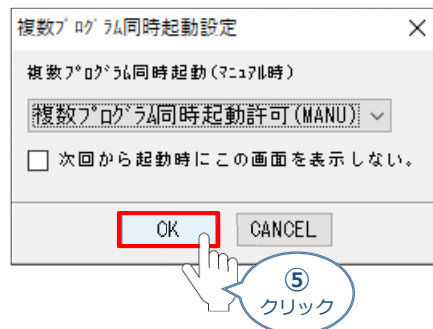 複数ﾌﾟﾛｸﾞﾗﾑ同時起動設定
複数ﾌﾟﾛｸﾞﾗﾑ同時起動(ﾏﾆｭｱﾙ時)
複数ﾌﾟﾛｸﾞﾗﾑ同時起動許可(MANU)
次回から起動時にこの画面を表示しない。
OK CANCEL
⑤
クリック